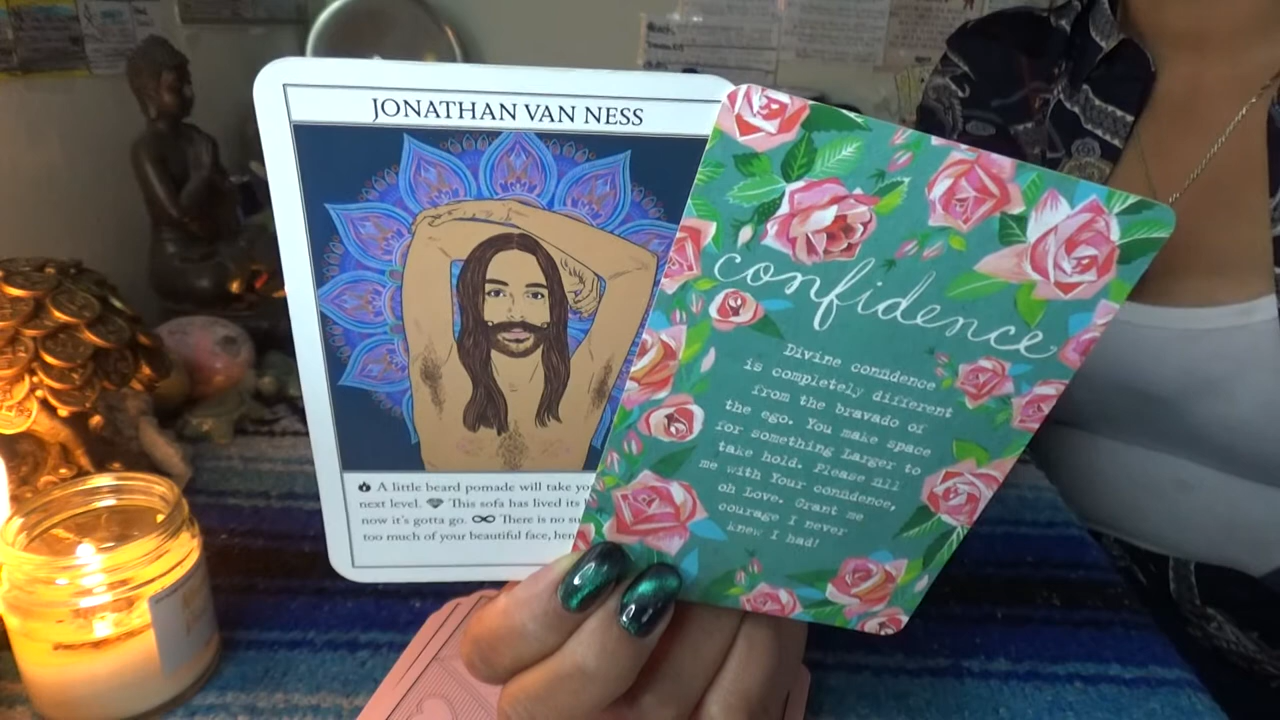 JONATHAN VAN NESS
A little beard pomade will take yo
next level. This sofa has lived its
now it's gotta go. There is no su
too much of your beautiful face, hen
confidence
Divine confidence
is completely different
from the bravado of
the ego. You make space
for something Larger to
take hold. Please fill
me with Your confidence,
oh Love. Grant me
courage I never
knew I had!